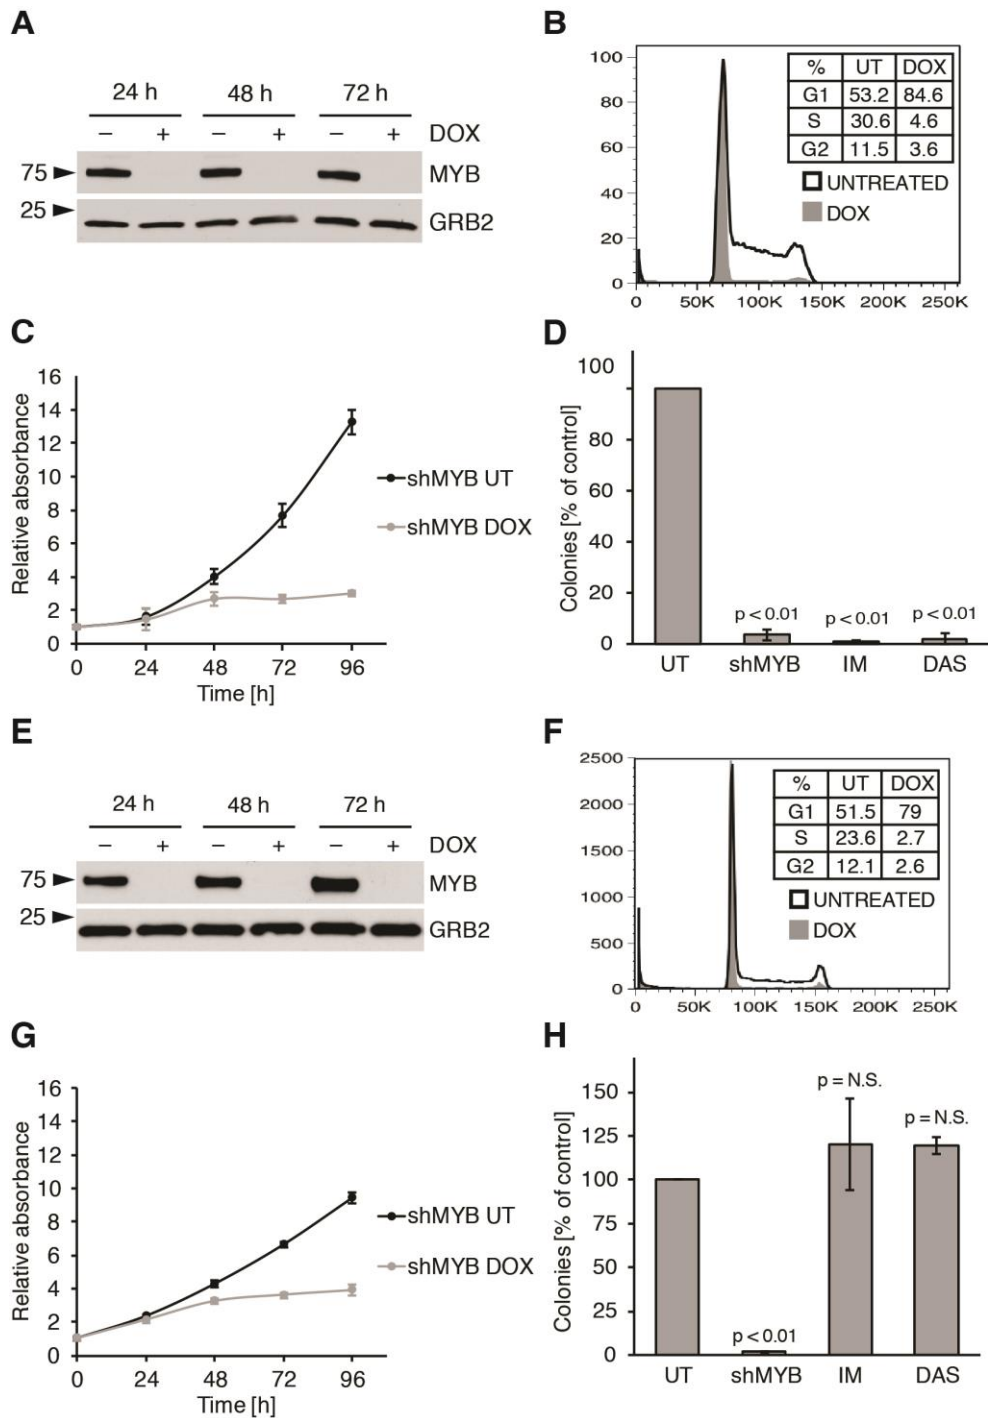 A
24 h 48 h 72 h
– + – + – + DOX
75 MYB
25 GRB2
B
100
80
60
40
20
0
0 50K 100K 150K 200K 250K
% UT DOX
G1 53.2 84.6
S 30.6 4.6
G2 11.5 3.6
UNTREATED
DOX
C
Relative absorbance
16
14
12
10
8
6
4
2
0
0 24 48 72 96
Time [h]
shMYB UT
shMYB DOX
D
Colonies [% of control]
100
80
60
40
20
0
p < 0.01 p < 0.01 p < 0.01
UT shMYB IM DAS
E
24 h 48 h 72 h
– + – + – + DOX
75 MYB
25 GRB2
F
2500
2000
1500
1000
500
0
0 50K 100K 150K 200K 250K
% UT DOX
G1 51.5 79
S 23.6 2.7
G2 12.1 2.6
UNTREATED
DOX
G
Relative absorbance
16
14
12
10
8
6
4
2
0
0 24 48 72 96
Time [h]
shMYB UT
shMYB DOX
H
Colonies [% of control]
150
125
100
75
50
25
0
p < 0.01 p = N.S. p = N.S.
UT shMYB IM DAS